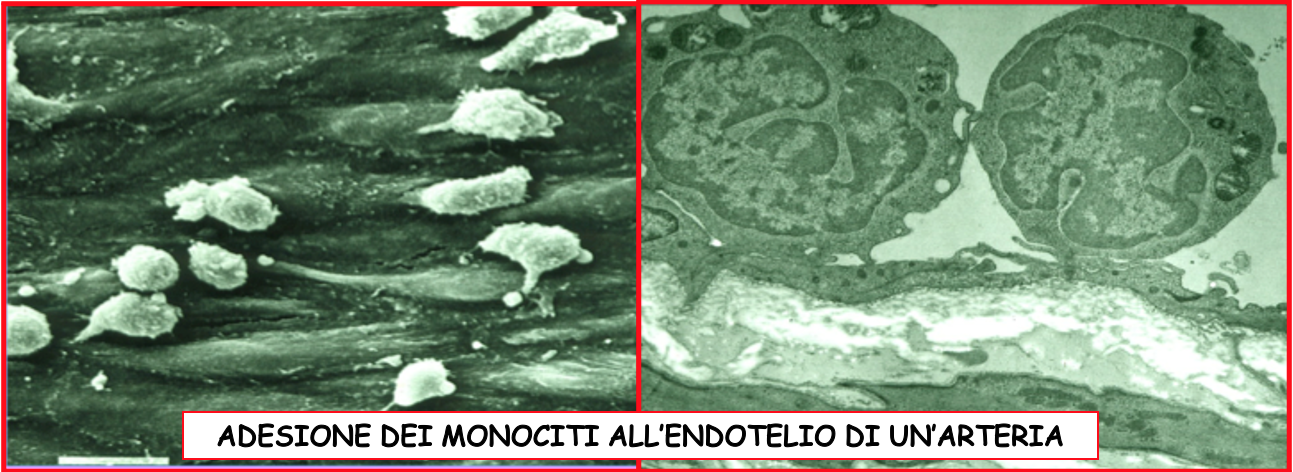 ADESIONE DEI MONOCITI ALL'ENDOTELIO DI UN'ARTERIA